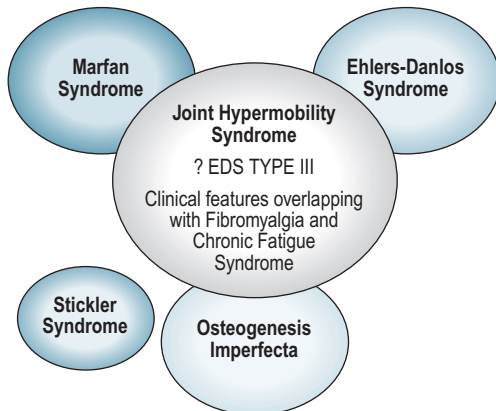 Marfan
Syndrome
Ehlers-Danlos
Syndrome
Joint Hypermobility
Syndrome
? EDS TYPE III
Clinical features overlapping
with Fibromyalgia and
Chronic Fatigue
Syndrome
Stickler
Syndrome
Osteogenesis
Imperfecta